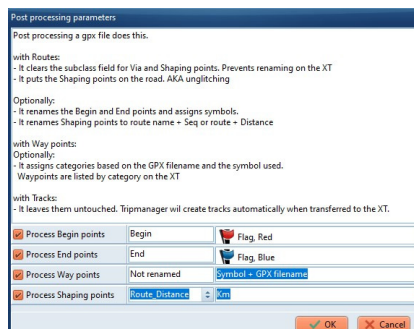 Post processing parameters
Post processing a gpx file does this.
with Routes:
- It clears the subclass field for Via and Shaping points. Prevents renaming on the XT
- It puts the Shaping points on the road. AKA unglitching
Optionally:
- It renames the Begin and End points and assigns symbols.
- It renames Shaping points to route name + Seq or route + Distance
with Way points:
Optionally:
- It assigns categories based on the GPX filename and the symbol used.
Waypoints are listed by category on the XT
with Tracks:
- It leaves them untouched. Tripmanager wil create tracks automatically when transferred to the XT.
Process Begin points Begin Flag, Red
Process End points End Flag, Blue
Process Way points Not renamed Symbol + GPX filename
Process Shaping points Route_Distance Km
OK Cancel